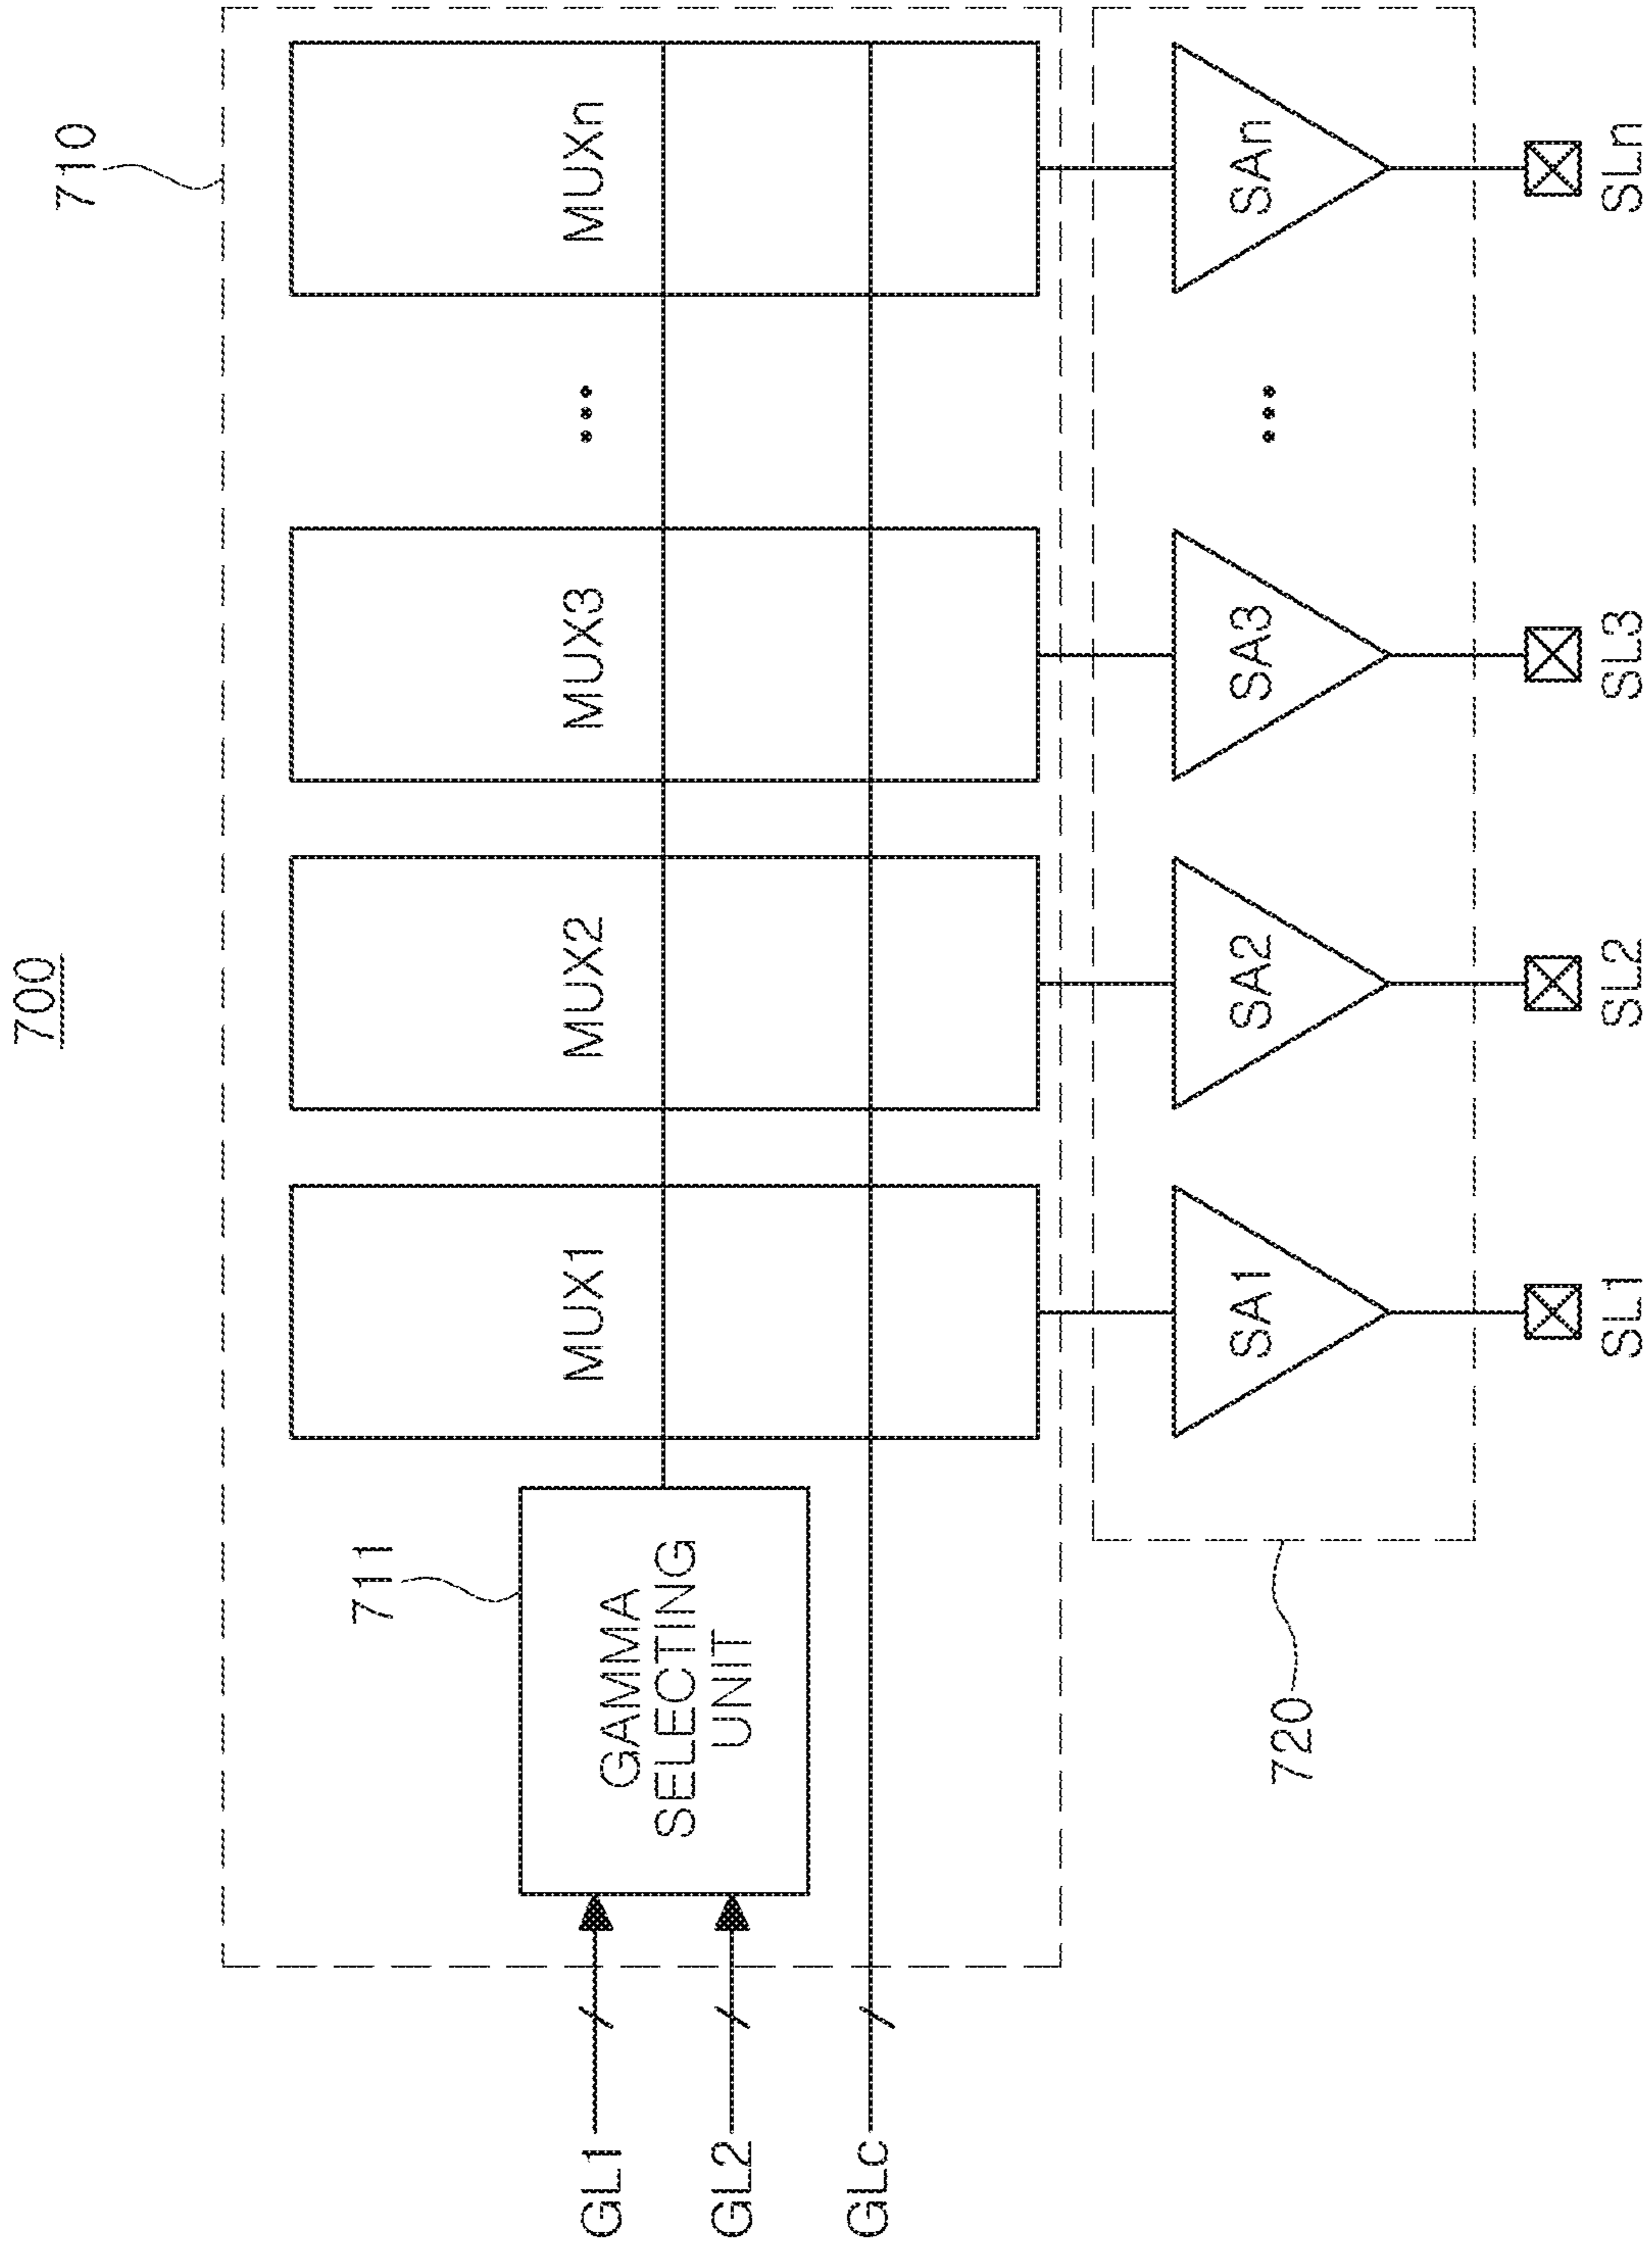 700
710
711
GAMMA
SELECTING
UNIT
MUX1
MUX2
MUX3
...
MUXn
GL1
GL2
GLc
SA1
SA2
SA3
...
SAn
720
SL1
SL2
SL3
SLn